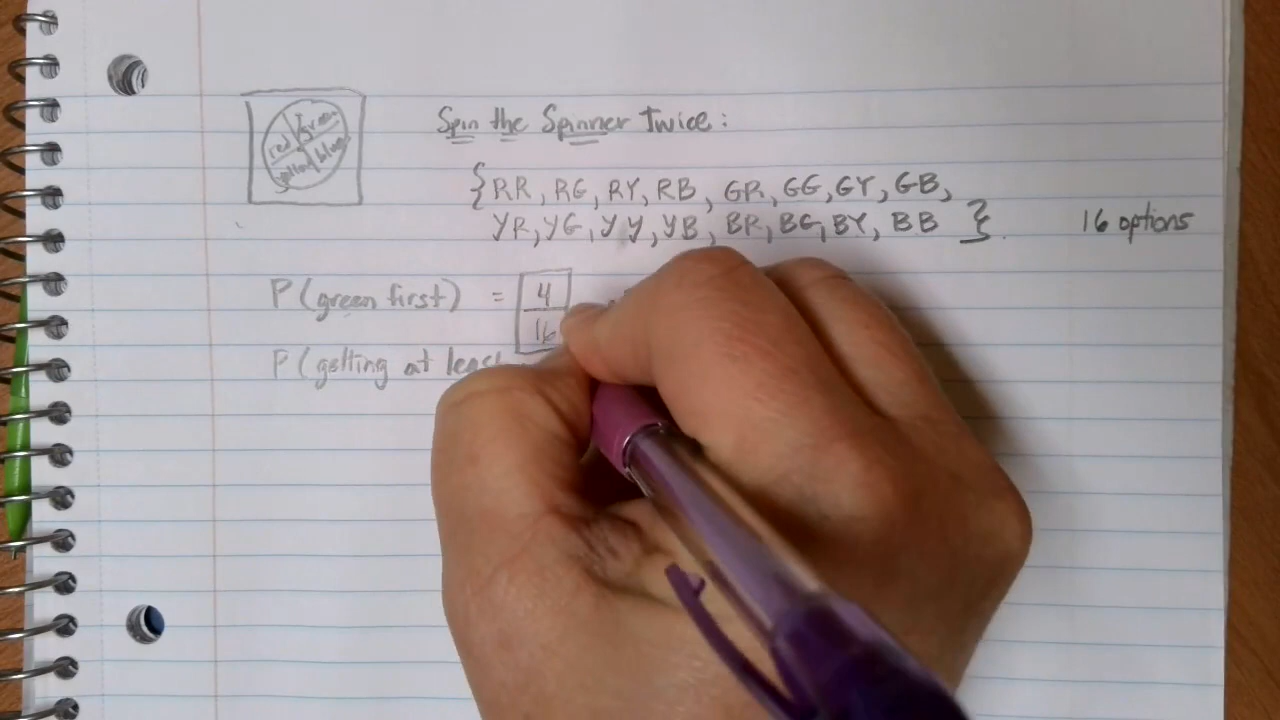 red green
yellow blue
Spin the Spinner Twice:
{RR, RG, RY, RB, GR, GG, GY, GB,
YR, YG, YY, YB, BR, BG, BY, BB }. 16 options
P(green first) = 4/16
P(getting at least